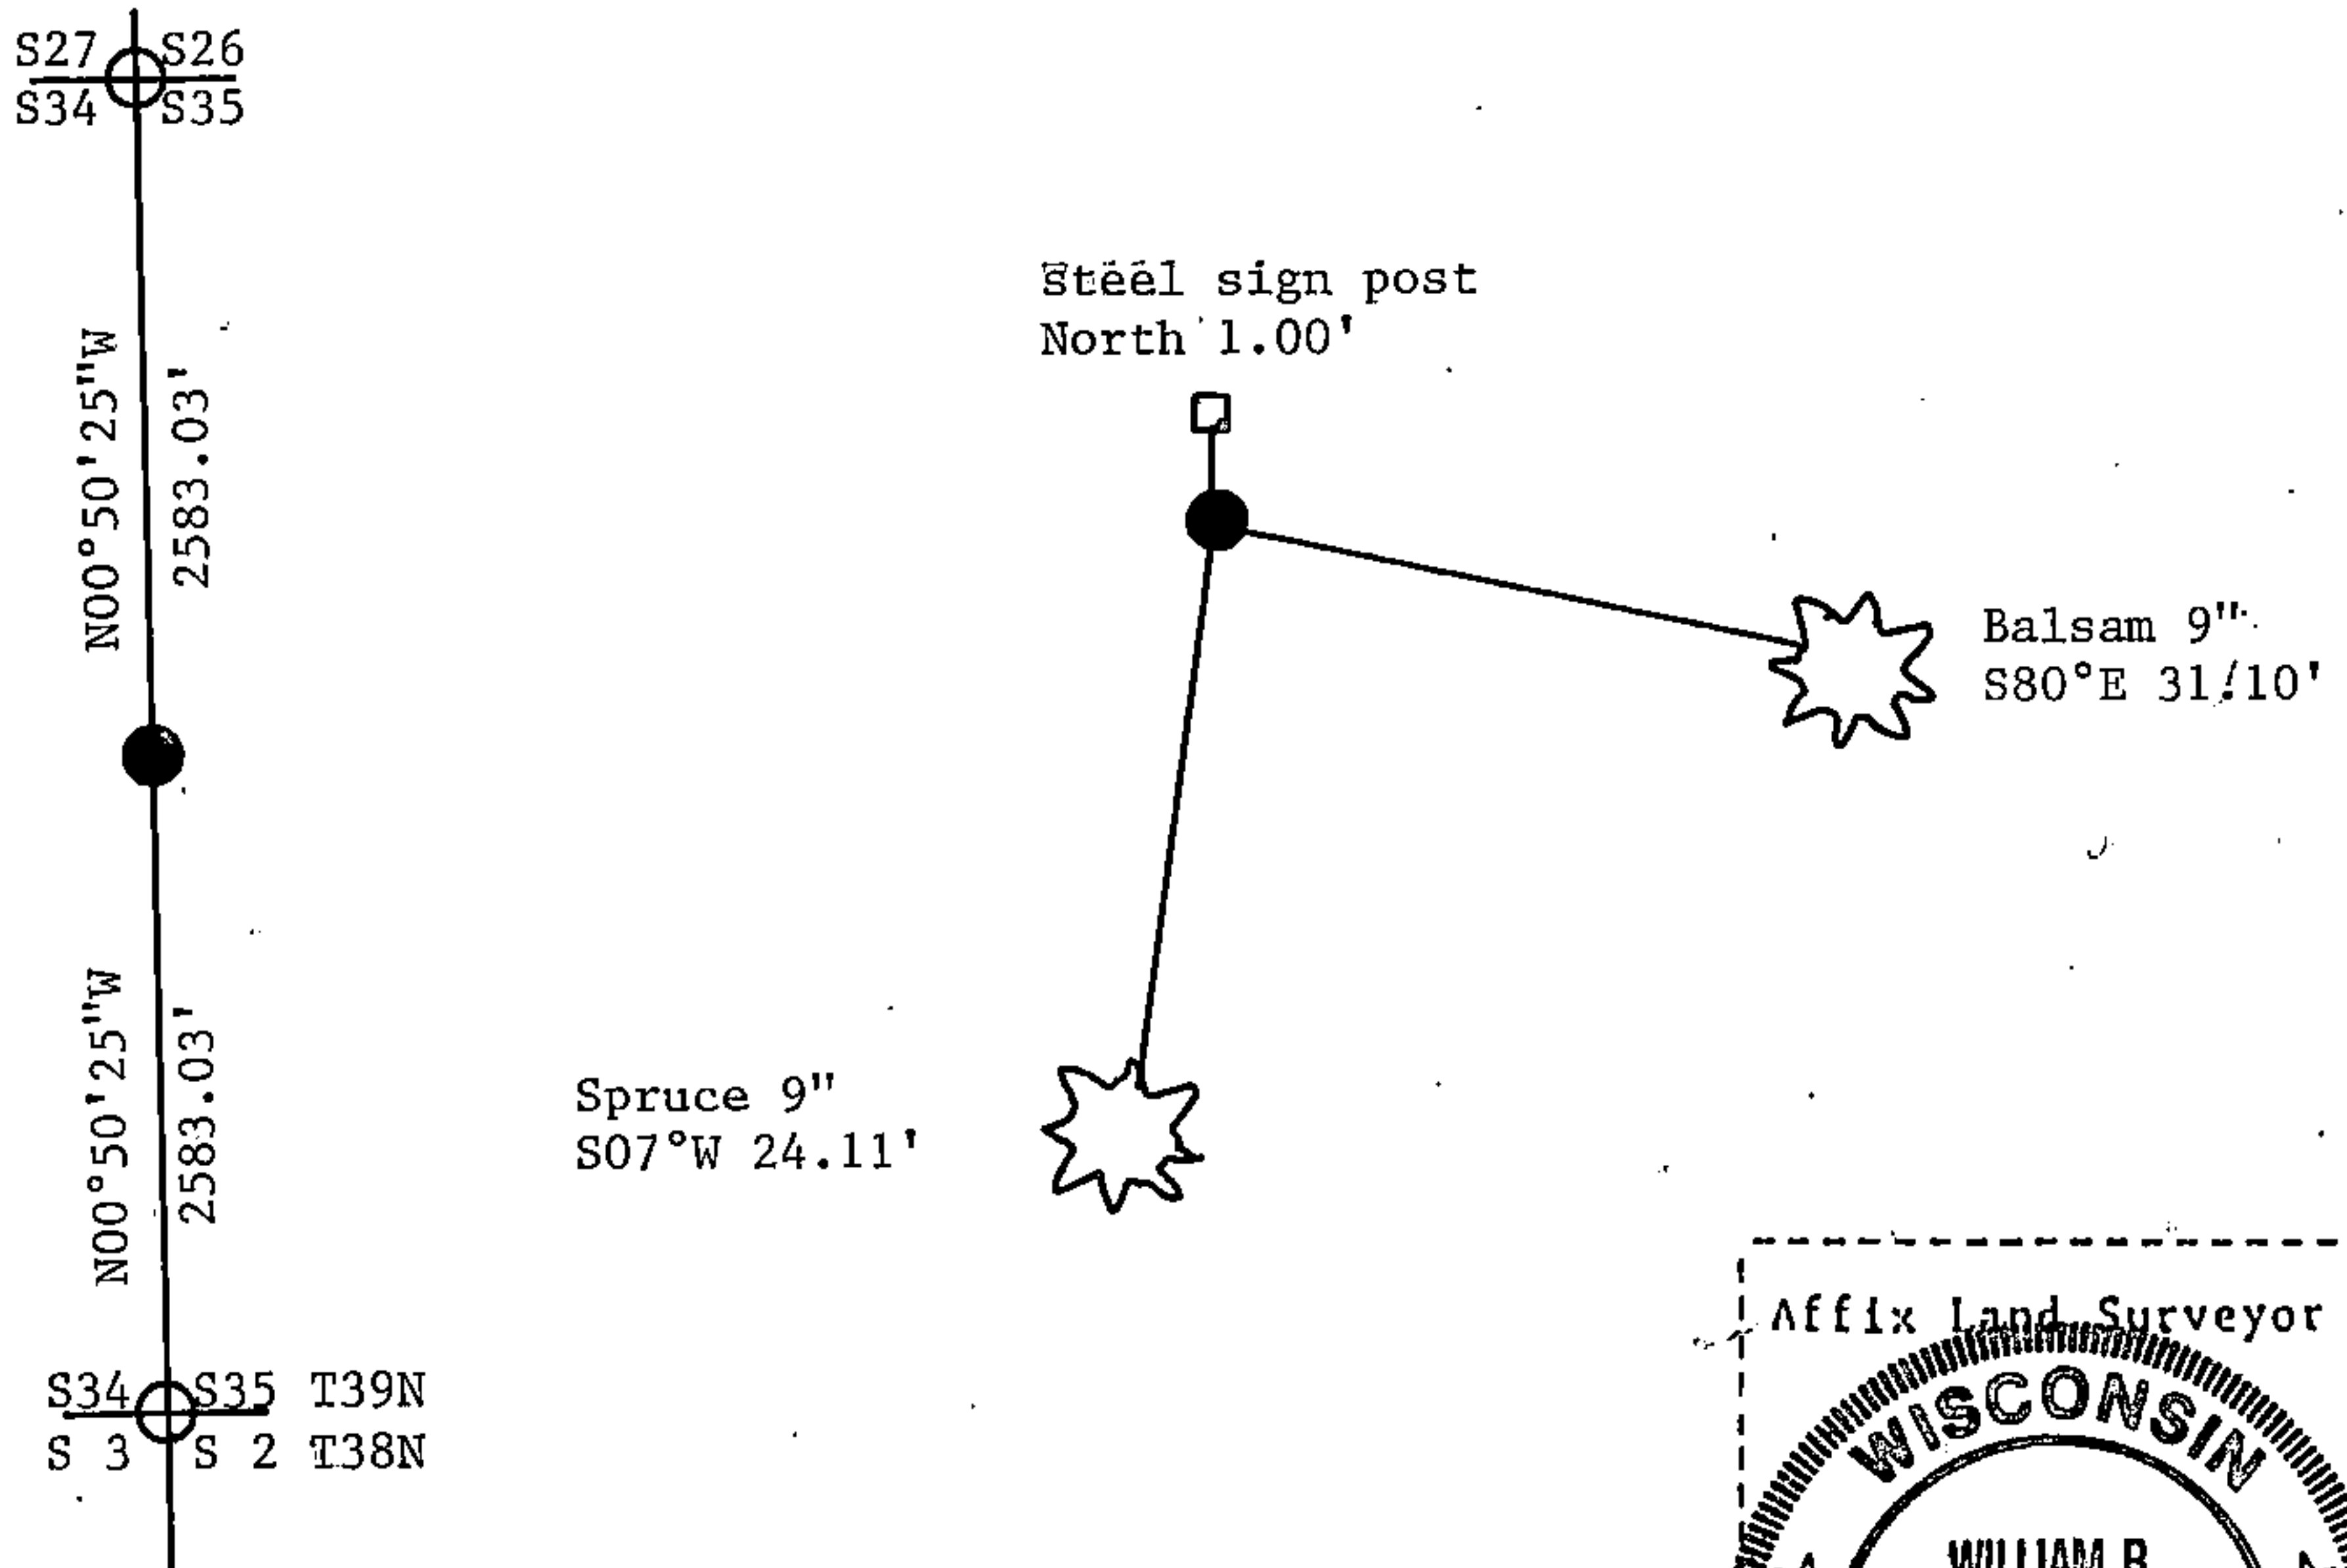 S27 S26
S34 S35
N00°50'25"W
2583.03'
N00°50'25"W
2583.03'
S34 S35 T39N
S 3 S 2 T38N
Steel sign post
North 1.00'
Balsam 9"
S80°E 31/10'
Spruce 9"
S07°W 24.11'
Affix Land Surveyor
WISCONSIN
WILLIAM B